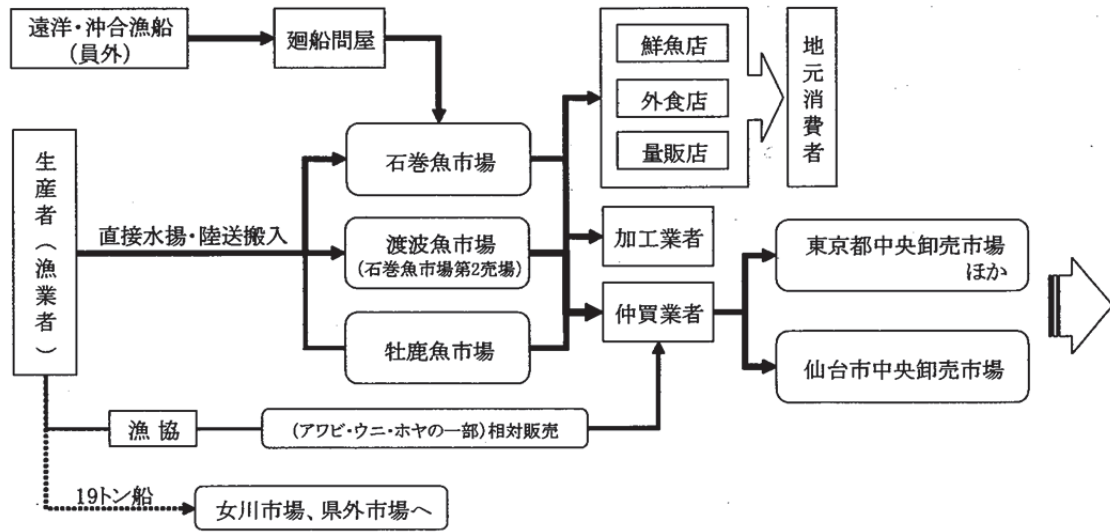 遠洋・沖合漁船
(員外)
廻船問屋
鮮魚店
外食店
量販店
地元消費者
生産者(漁業者)
直接水揚・陸送搬入
石巻魚市場
渡波魚市場
(石巻魚市場第2売場)
牡鹿魚市場
加工業者
仲買業者
東京都中央卸売市場
ほか
仙台市中央卸売市場
漁協
(アワビ・ウニ・ホヤの一部)相対販売
19トン船
女川市場、県外市場へ